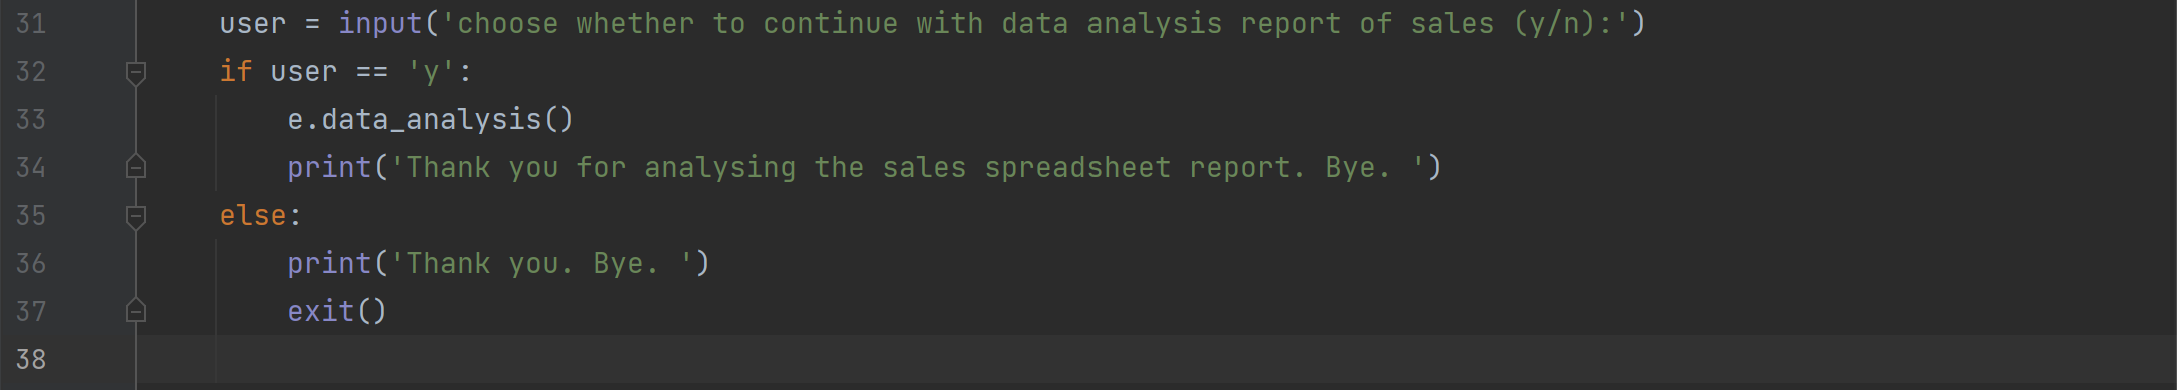 31 user = input('choose whether to continue with data analysis report of sales (y/n):')
32 if user == 'y':
33 e.data_analysis()
34 print('Thank you for analysing the sales spreadsheet report. Bye. ')
35 else:
36 print('Thank you. Bye. ')
37 exit()
38